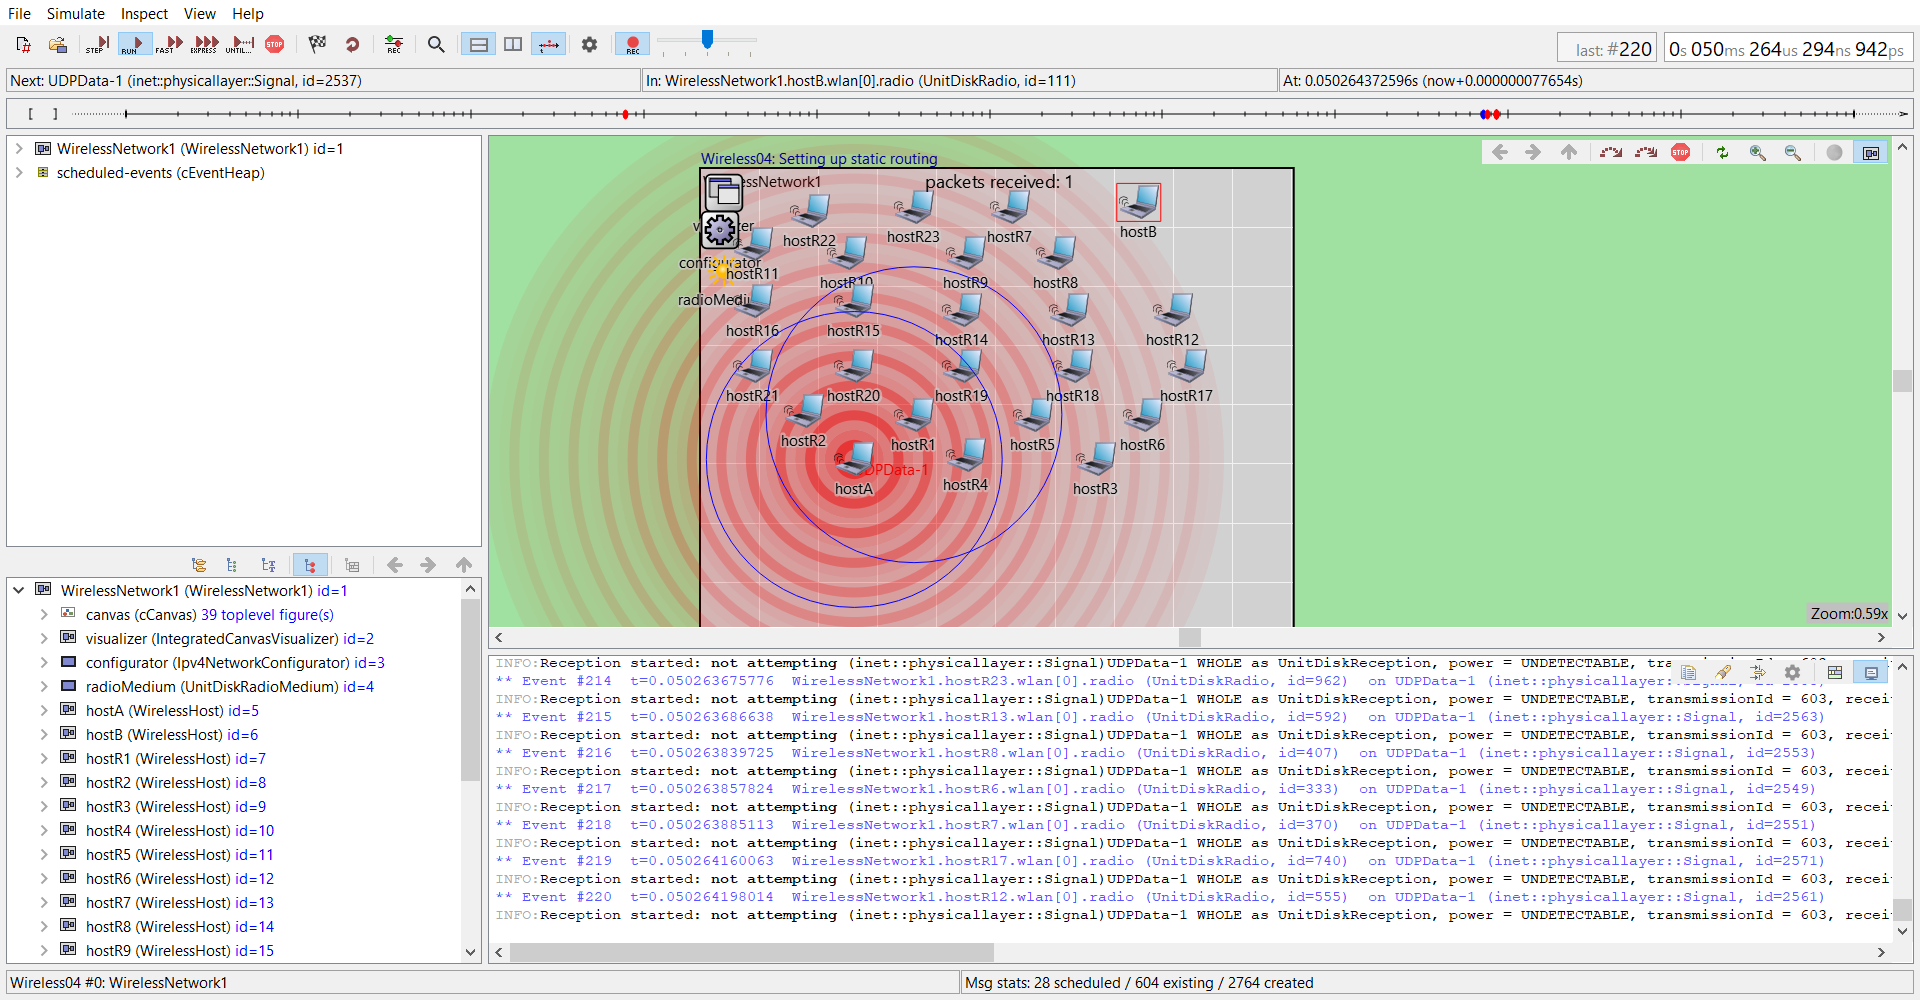 File Simulate Inspect View Help
STEP RUN FAST EXPRESS UNTIL... STOP REC REC
last: #220
0s 050ms 264us 294ns 942ps
Next: UDPData-1 (inet::physicallayer::Signal, id=2537)
In: WirelessNetwork1.hostB.wlan[0].radio (UnitDiskRadio, id=111)
At: 0.050264372596s (now+0.000000077654s)
[ ]
WirelessNetwork1 (WirelessNetwork1) id=1
scheduled-events (cEventHeap)
WirelessNetwork1 (WirelessNetwork1) id=1
canvas (cCanvas) 39 toplevel figure(s)
visualizer (IntegratedCanvasVisualizer) id=2
configurator (Ipv4NetworkConfigurator) id=3
radioMedium (UnitDiskRadioMedium) id=4
hostA (WirelessHost) id=5
hostB (WirelessHost) id=6
hostR1 (WirelessHost) id=7
hostR2 (WirelessHost) id=8
hostR3 (WirelessHost) id=9
hostR4 (WirelessHost) id=10
hostR5 (WirelessHost) id=11
hostR6 (WirelessHost) id=12
hostR7 (WirelessHost) id=13
hostR8 (WirelessHost) id=14
hostR9 (WirelessHost) id=15
Wireless04: Setting up static routing
STOP
essNetwork1
packets received: 1
hostR22
hostR23
hostR7
hostB
configurator
hostR11
hostR10
hostR9
hostR8
radioMedi
hostR16
hostR15
hostR14
hostR13
hostR12
hostR21
hostR20
hostR19
hostR18
hostR17
hostR2
hostR1
hostR5
hostR6
DPData-1
hostA
hostR4
hostR3
Zoom:0.59x
INFO:Reception started: not attempting (inet::physicallayer::Signal)UDPData-1 WHOLE as UnitDiskReception, power = UNDETECTABLE, transmissionId = 603, recei
** Event #214 t=0.050263675776 WirelessNetwork1.hostR23.wlan[0].radio (UnitDiskRadio, id=962) on UDPData-1 (inet::physicallayer::Signal,
INFO:Reception started: not attempting (inet::physicallayer::Signal)UDPData-1 WHOLE as UnitDiskReception, power = UNDETECTABLE, transmissionId = 603, recei
** Event #215 t=0.050263686638 WirelessNetwork1.hostR13.wlan[0].radio (UnitDiskRadio, id=592) on UDPData-1 (inet::physicallayer::Signal, id=2563)
INFO:Reception started: not attempting (inet::physicallayer::Signal)UDPData-1 WHOLE as UnitDiskReception, power = UNDETECTABLE, transmissionId = 603, recei
** Event #216 t=0.050263839725 WirelessNetwork1.hostR8.wlan[0].radio (UnitDiskRadio, id=407) on UDPData-1 (inet::physicallayer::Signal, id=2553)
INFO:Reception started: not attempting (inet::physicallayer::Signal)UDPData-1 WHOLE as UnitDiskReception, power = UNDETECTABLE, transmissionId = 603, recei
** Event #217 t=0.050263857824 WirelessNetwork1.hostR6.wlan[0].radio (UnitDiskRadio, id=333) on UDPData-1 (inet::physicallayer::Signal, id=2549)
INFO:Reception started: not attempting (inet::physicallayer::Signal)UDPData-1 WHOLE as UnitDiskReception, power = UNDETECTABLE, transmissionId = 603, recei
** Event #218 t=0.050263885113 WirelessNetwork1.hostR7.wlan[0].radio (UnitDiskRadio, id=370) on UDPData-1 (inet::physicallayer::Signal, id=2551)
INFO:Reception started: not attempting (inet::physicallayer::Signal)UDPData-1 WHOLE as UnitDiskReception, power = UNDETECTABLE, transmissionId = 603, recei
** Event #219 t=0.050264160063 WirelessNetwork1.hostR17.wlan[0].radio (UnitDiskRadio, id=740) on UDPData-1 (inet::physicallayer::Signal, id=2571)
INFO:Reception started: not attempting (inet::physicallayer::Signal)UDPData-1 WHOLE as UnitDiskReception, power = UNDETECTABLE, transmissionId = 603, recei
** Event #220 t=0.050264198014 WirelessNetwork1.hostR12.wlan[0].radio (UnitDiskRadio, id=555) on UDPData-1 (inet::physicallayer::Signal, id=2561)
INFO:Reception started: not attempting (inet::physicallayer::Signal)UDPData-1 WHOLE as UnitDiskReception, power = UNDETECTABLE, transmissionId = 603, recei
Wireless04 #0: WirelessNetwork1
Msg stats: 28 scheduled / 604 existing / 2764 created